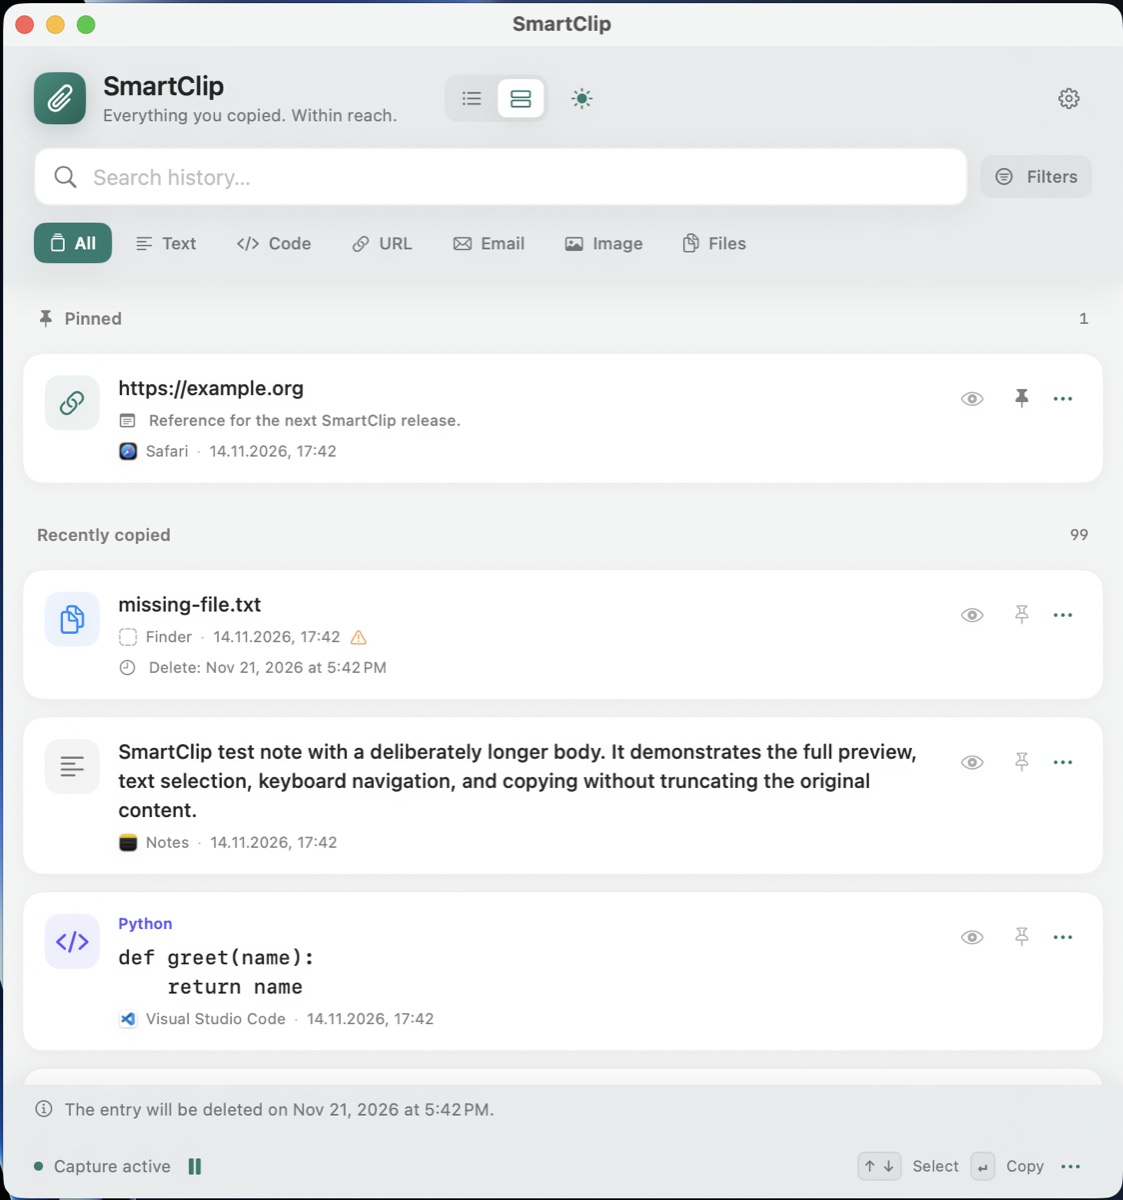 SmartClip
SmartClip
Everything you copied. Within reach.
Search history...
Filters
All
Text
</> Code
URL
Email
Image
Files
Pinned
1
https://example.org
Reference for the next SmartClip release.
Safari · 14.11.2026, 17:42
Recently copied
99
missing-file.txt
Finder · 14.11.2026, 17:42
Delete: Nov 21, 2026 at 5:42 PM
SmartClip test note with a deliberately longer body. It demonstrates the full preview,
text selection, keyboard navigation, and copying without truncating the original
content.
Notes · 14.11.2026, 17:42
</>
Python
def greet(name):
    return name
Visual Studio Code · 14.11.2026, 17:42
The entry will be deleted on Nov 21, 2026 at 5:42 PM.
Capture active
↑ ↓ Select ↵ Copy